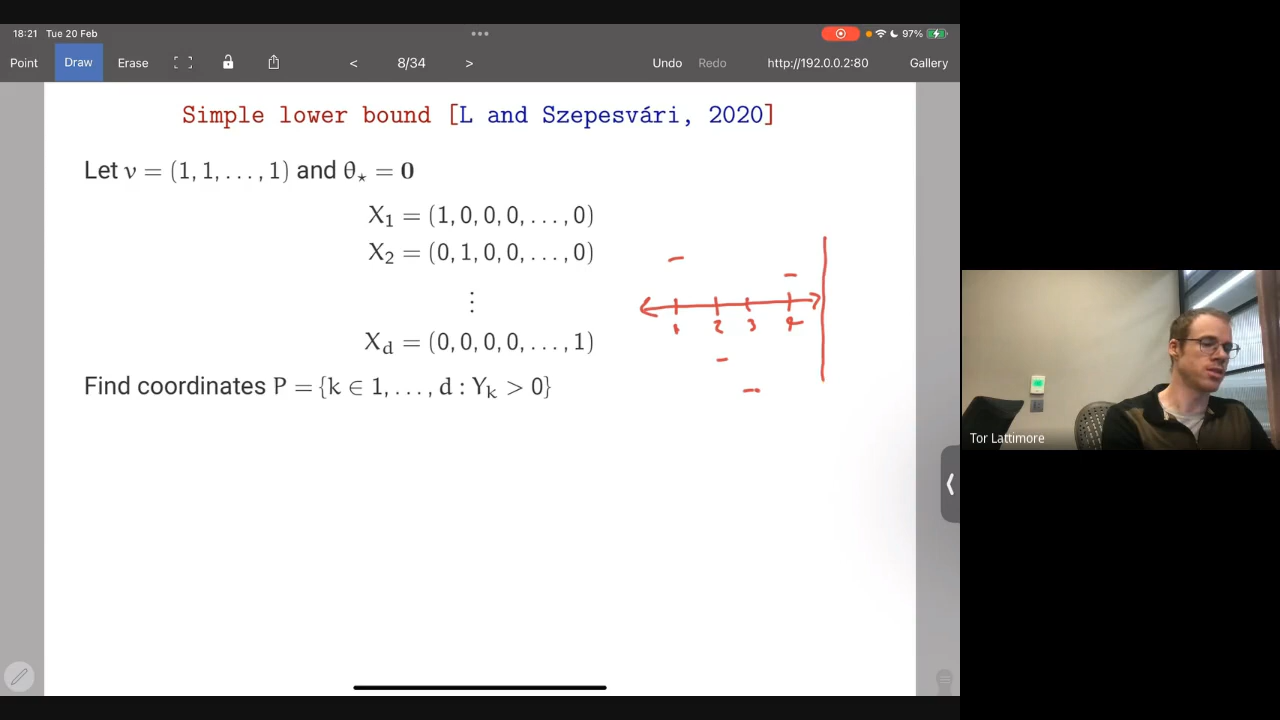 18:21 Tue 20 Feb
97%
Point Draw Erase < 8/34 > Undo Redo http://192.0.0.2:80 Gallery
Simple lower bound [L and Szepesvári, 2020]
Let ν = (1, 1, . . . , 1) and θ⋆ = 0
X₁ = (1, 0, 0, 0, . . . , 0)
X₂ = (0, 1, 0, 0, . . . , 0)
⋮
X_d = (0, 0, 0, 0, . . . , 1)
Find coordinates P = {k ∈ 1, . . . , d : Y_k > 0}
1 2 3 4
Tor Lattimore